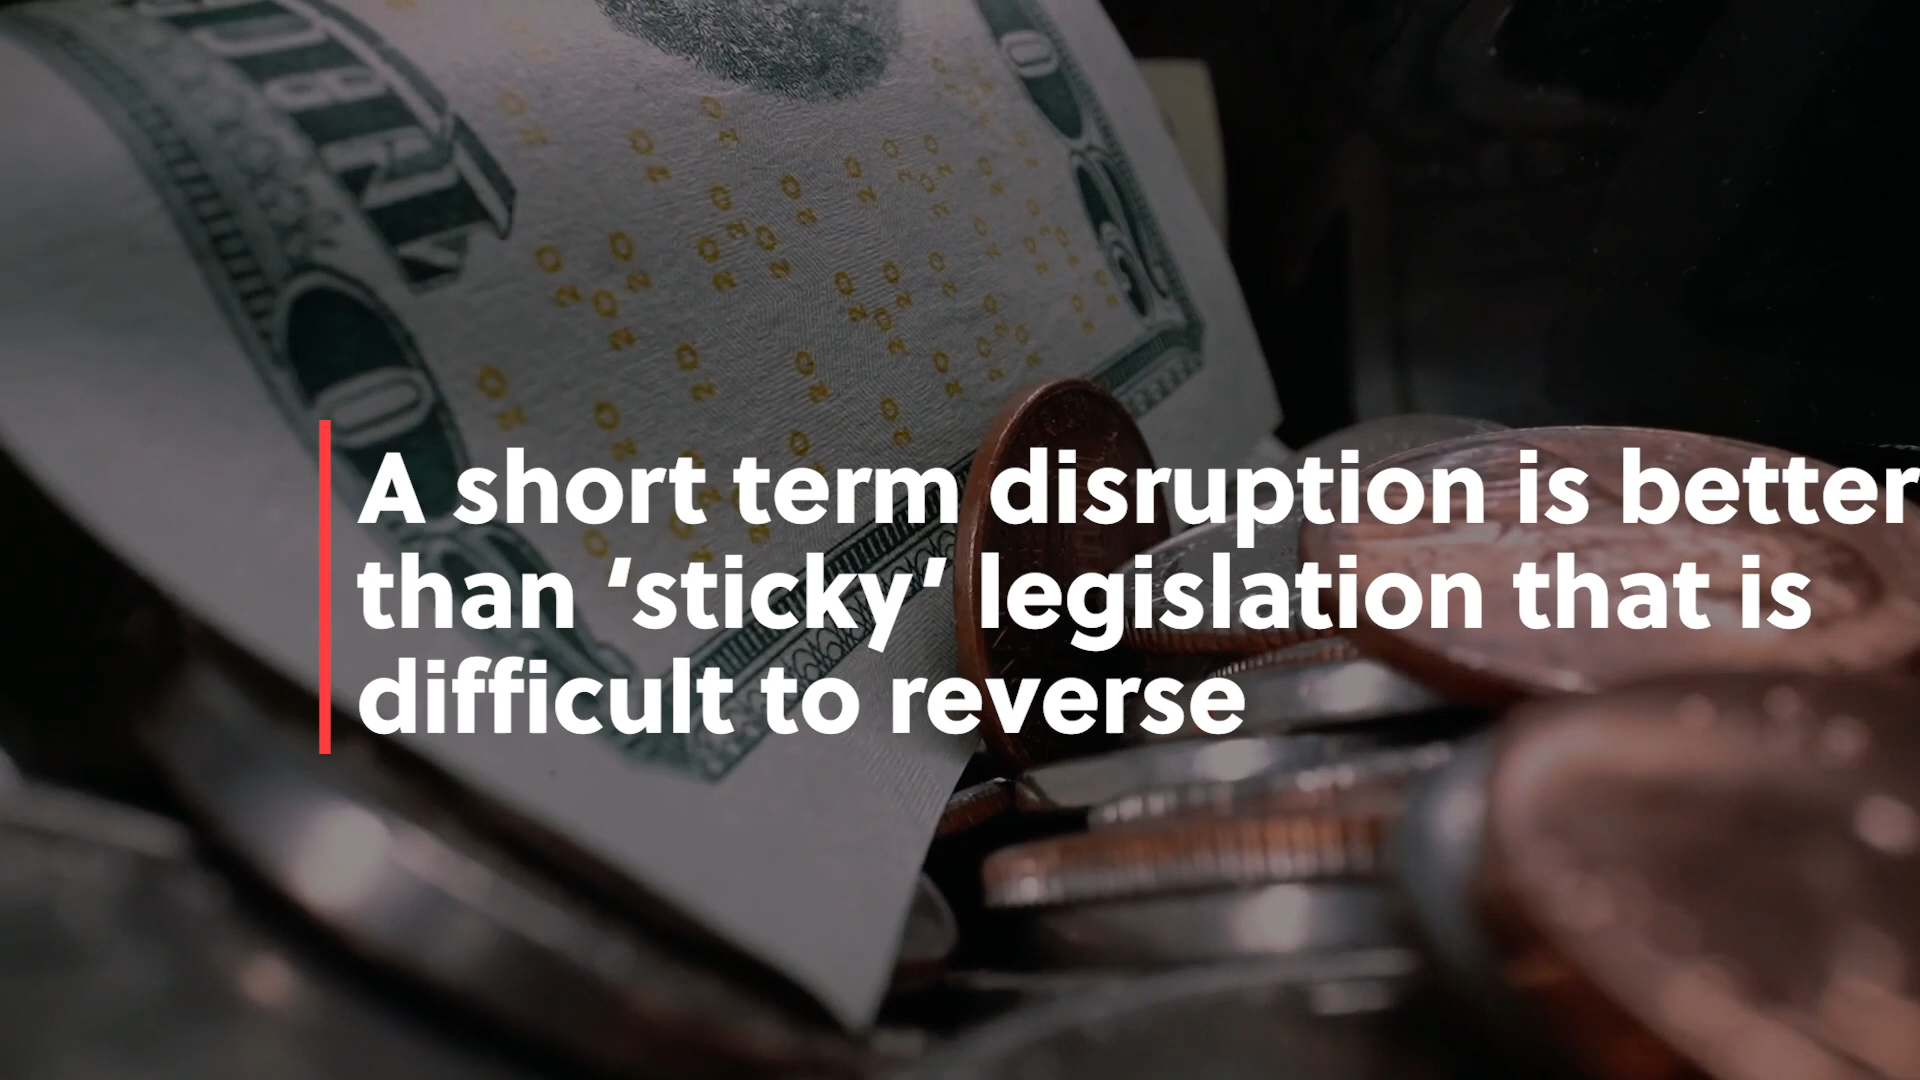 A short term disruption is better
than ‘sticky’ legislation that is
difficult to reverse